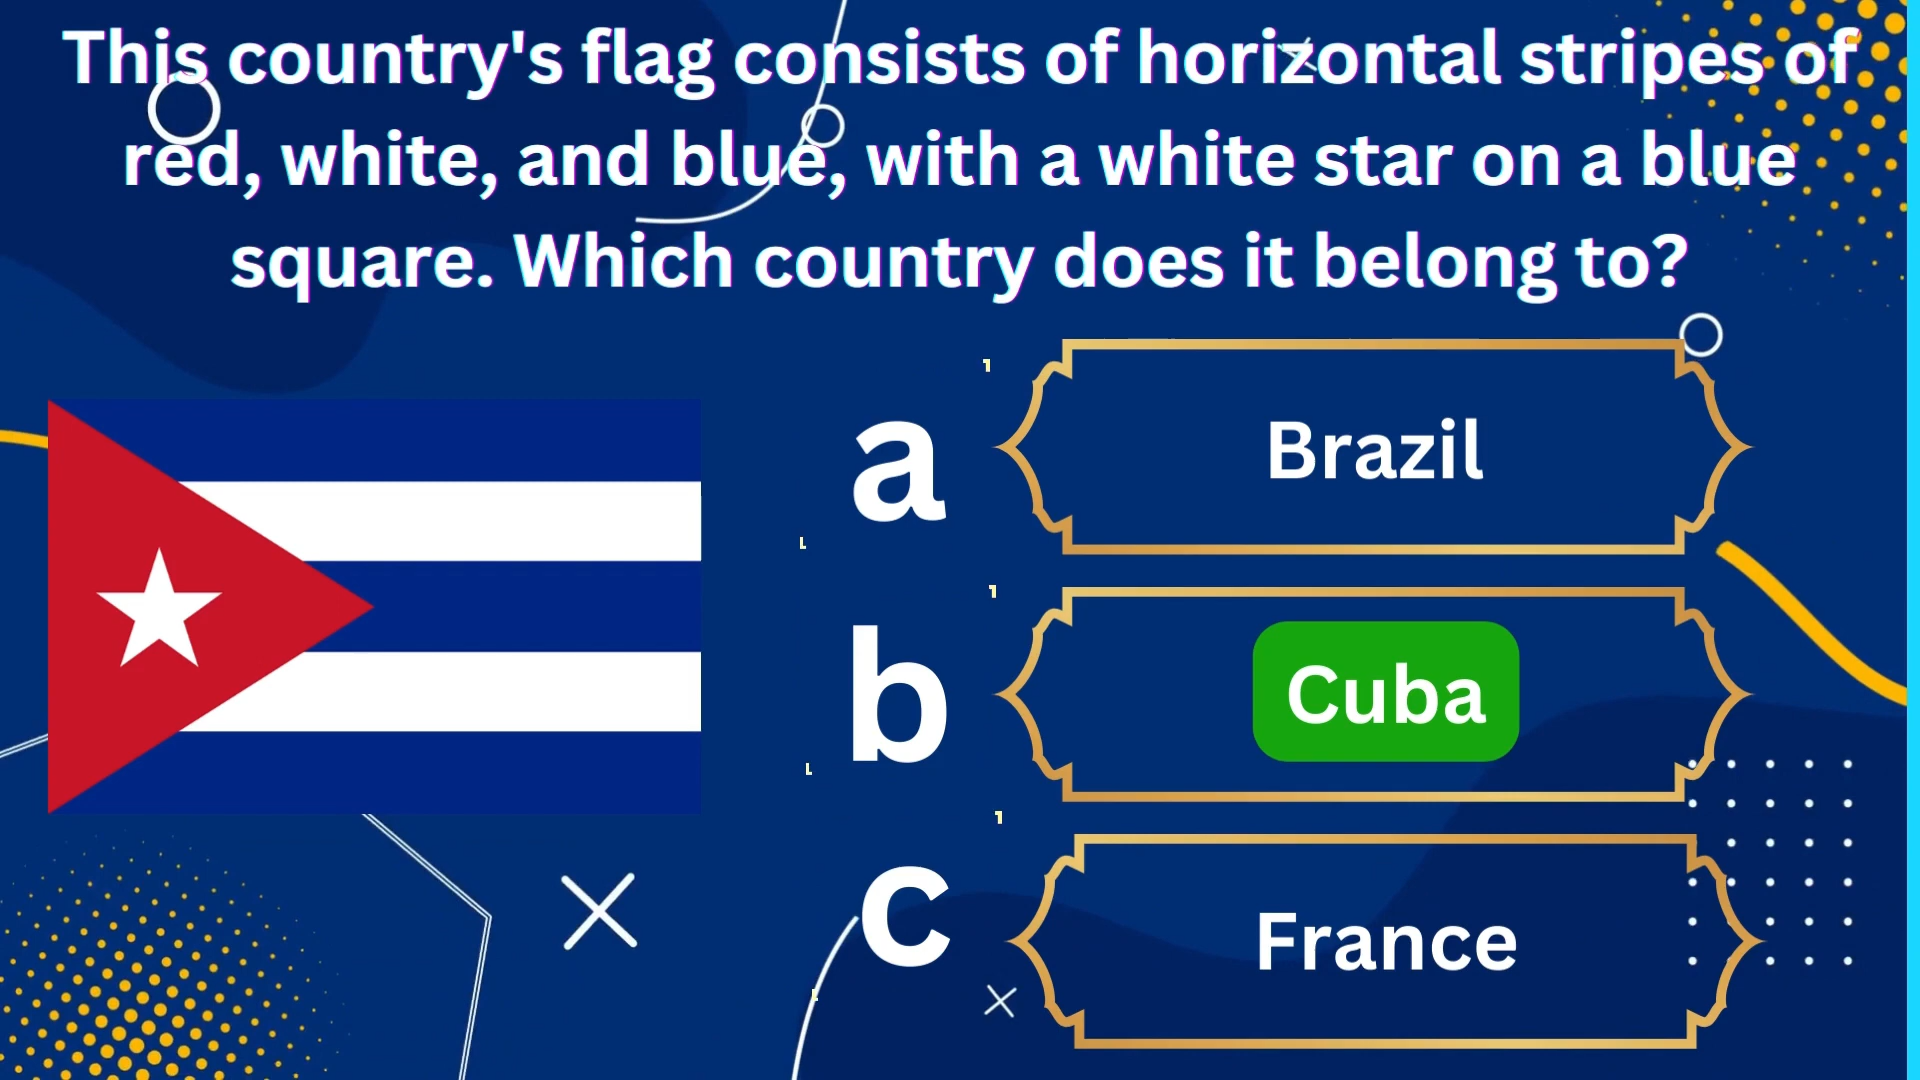 This country's flag consists of horizontal stripes of
red, white, and blue, with a white star on a blue
square. Which country does it belong to?
a Brazil
b Cuba
c France